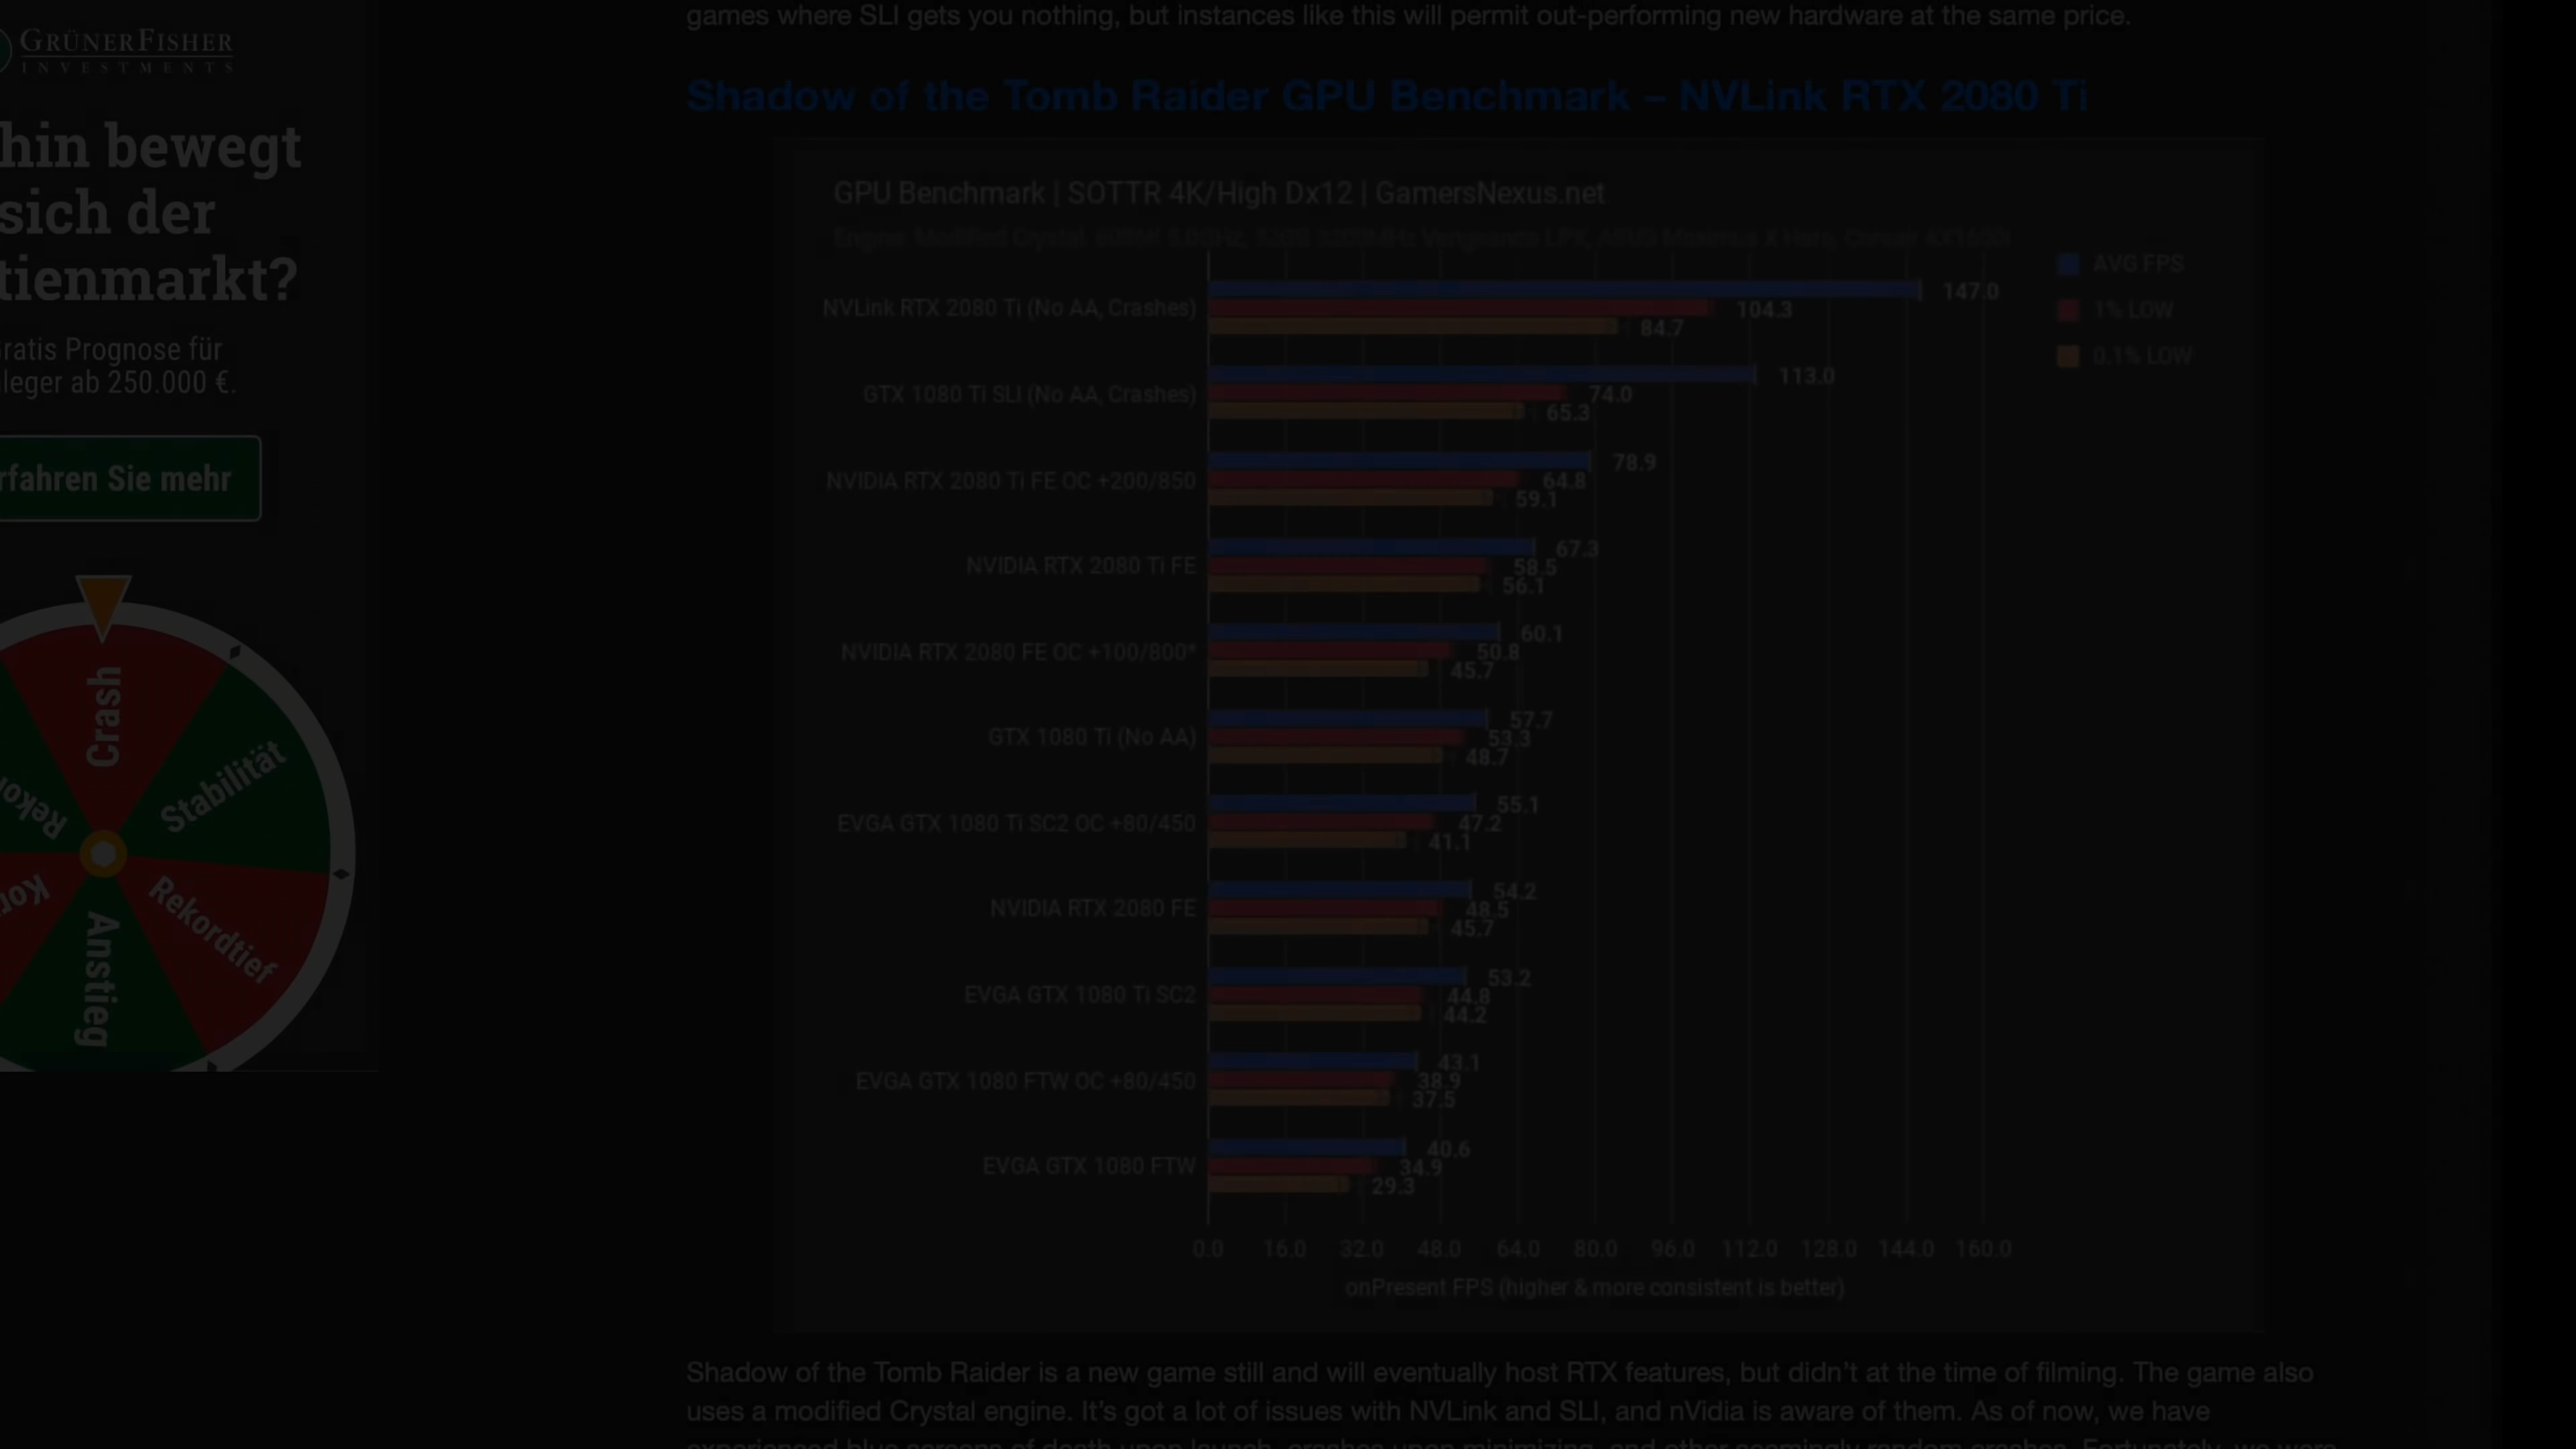 games where SLI gets you nothing, but instances like this will permit out-performing new hardware at the same price.
GRÜNERFISHER
INVESTMENTS
hin bewegt
sich der
tienmarkt?
ratis Prognose für
leger ab 250.000 €.
rfahren Sie mehr
Crash
Stabilität
Rekordtief
Anstieg
Kor
Rekor
Shadow of the Tomb Raider GPU Benchmark – NVLink RTX 2080 Ti
GPU Benchmark | SOTTR 4K/High Dx12 | GamersNexus.net
AVG FPS
1% LOW
0.1% LOW
NVLink RTX 2080 Ti (No AA, Crashes)
147.0
104.3
84.7
GTX 1080 Ti SLI (No AA, Crashes)
113.0
74.0
65.3
NVIDIA RTX 2080 Ti FE OC +200/850
78.9
64.8
59.1
NVIDIA RTX 2080 Ti FE
67.3
58.5
56.1
NVIDIA RTX 2080 FE OC +100/800*
60.1
50.8
45.7
GTX 1080 Ti (No AA)
57.7
53.3
48.7
EVGA GTX 1080 Ti SC2 OC +80/450
55.1
47.2
41.1
NVIDIA RTX 2080 FE
54.2
48.5
45.7
EVGA GTX 1080 Ti SC2
53.2
44.8
44.2
EVGA GTX 1080 FTW OC +80/450
43.1
38.9
37.5
EVGA GTX 1080 FTW
40.6
34.9
29.3
0.0 16.0 32.0 48.0 64.0 80.0 96.0 112.0 128.0 144.0 160.0
onPresent FPS (higher & more consistent is better)
Shadow of the Tomb Raider is a new game still and will eventually host RTX features, but didn't at the time of filming. The game also
uses a modified Crystal engine. It's got a lot of issues with NVLink and SLI, and nVidia is aware of them. As of now, we have